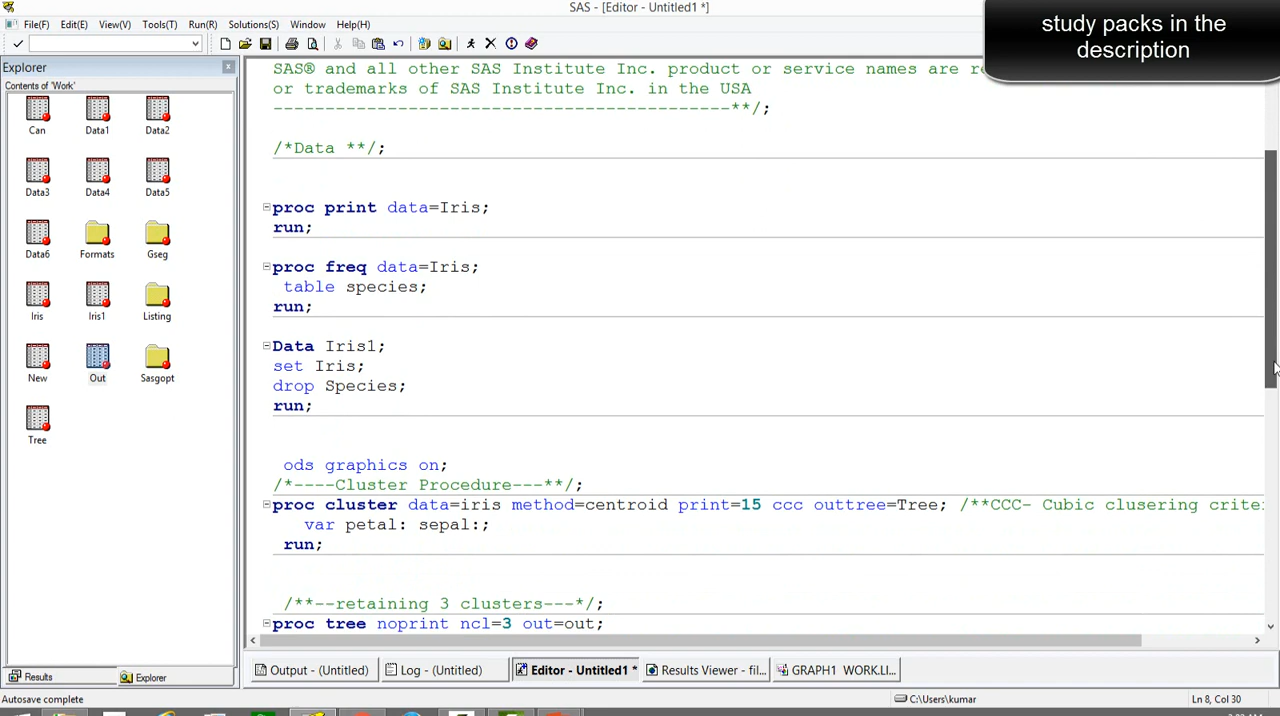 SAS - [Editor - Untitled1 *]
study packs in the
description
File(F) Edit(E) View(V) Tools(T) Run(R) Solutions(S) Window Help(H)
Explorer
Contents of 'Work'
Can Data1 Data2
Data3 Data4 Data5
Data6 Formats Gseg
Iris Iris1 Listing
New Out Sasgopt
Tree
SAS® and all other SAS Institute Inc. product or service names are re
or trademarks of SAS Institute Inc. in the USA
--------------------------------------------**/;
/*Data **/;
proc print data=Iris;
run;
proc freq data=Iris;
table species;
run;
Data Iris1;
set Iris;
drop Species;
run;
ods graphics on;
/*----Cluster Procedure---**/;
proc cluster data=iris method=centroid print=15 ccc outtree=Tree; /**CCC- Cubic clusering criter
var petal: sepal:;
run;
/**--retaining 3 clusters---*/;
proc tree noprint ncl=3 out=out;
Results Explorer
Output - (Untitled) Log - (Untitled) Editor - Untitled1 * Results Viewer - fil... GRAPH1 WORK.LI...
Autosave complete C:\Users\kumar Ln 8, Col 30